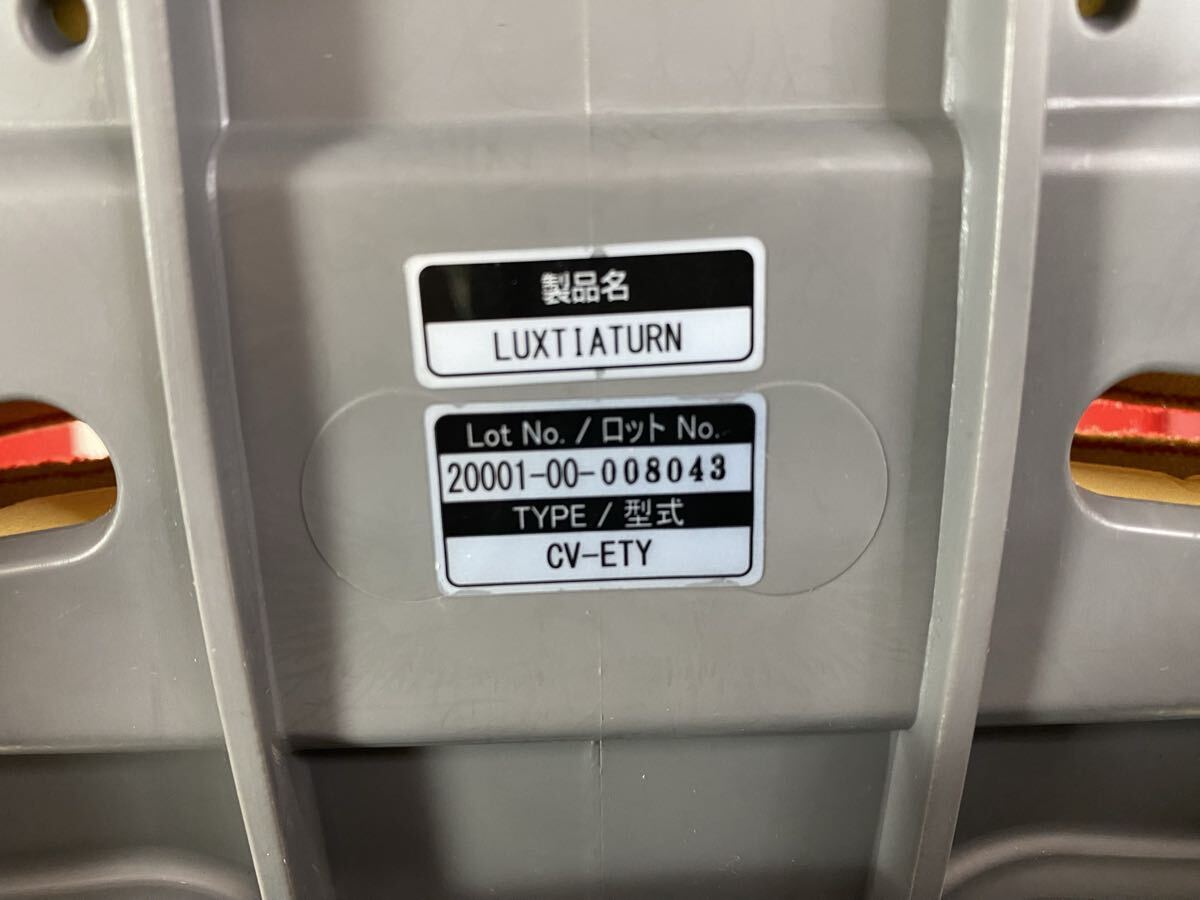 製品名
LUXTIATURN
Lot No. / ロット No.
20001-00-008043
TYPE / 型式
CV-ETY